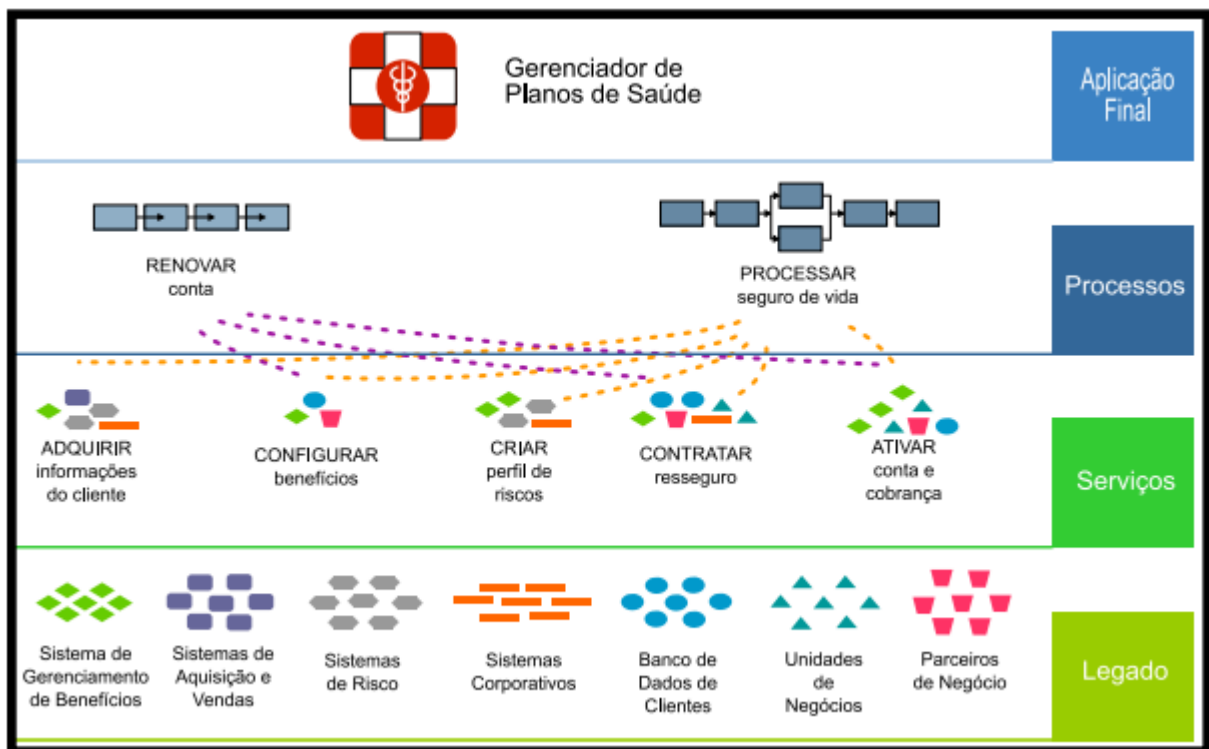 Gerenciador de
Planos de Saúde
Aplicação
Final
RENOVAR
conta
PROCESSAR
seguro de vida
Processos
ADQUIRIR
informações
do cliente
CONFIGURAR
benefícios
CRIAR
perfil de
riscos
CONTRATAR
resseguro
ATIVAR
conta e
cobrança
Serviços
Sistema de
Gerenciamento
de Benefícios
Sistemas de
Aquisição e
Vendas
Sistemas
de Risco
Sistemas
Corporativos
Banco de
Dados de
Clientes
Unidades
de
Negócios
Parceiros
de Negócio
Legado